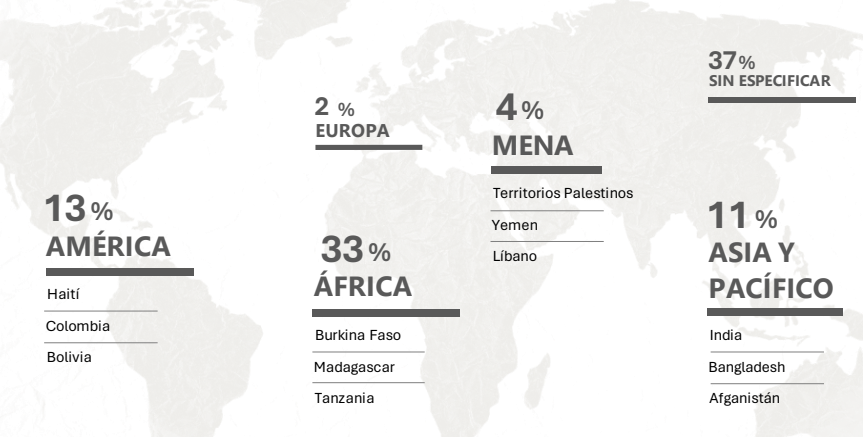 37%
SIN ESPECIFICAR
2 %
EUROPA
4%
MENA
Territorios Palestinos
Yemen
Líbano
13%
AMÉRICA
Haití
Colombia
Bolivia
33%
ÁFRICA
Burkina Faso
Madagascar
Tanzania
11%
ASIA Y
PACÍFICO
India
Bangladesh
Afganistán